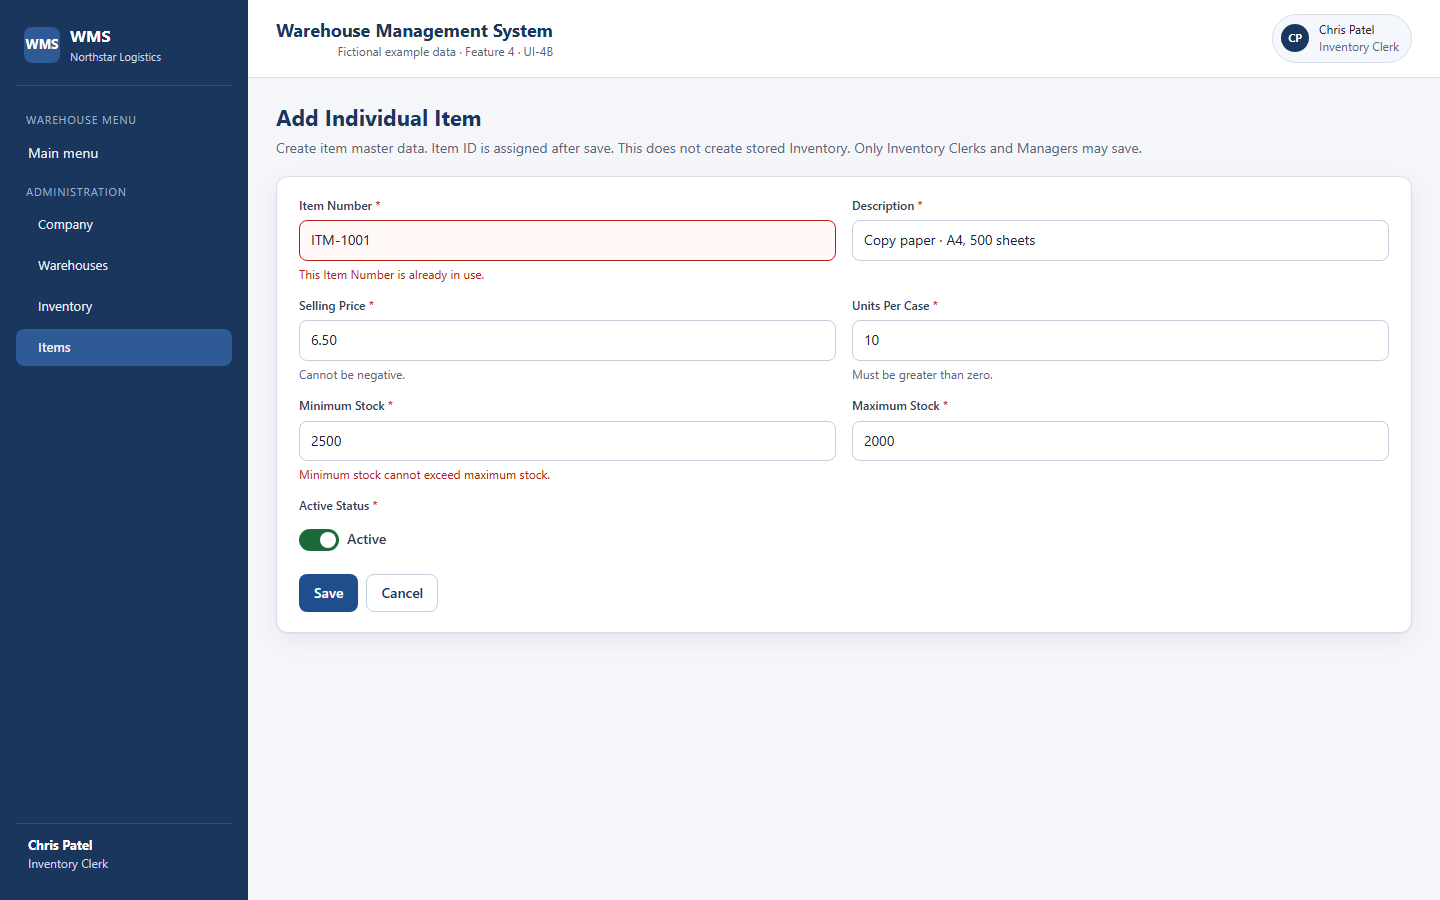 WMS
WMS
Northstar Logistics
WAREHOUSE MENU
Main menu
ADMINISTRATION
Company
Warehouses
Inventory
Items
Chris Patel
Inventory Clerk
Warehouse Management System
Fictional example data · Feature 4 · UI-4B
CP
Chris Patel
Inventory Clerk
Add Individual Item
Create item master data. Item ID is assigned after save. This does not create stored Inventory. Only Inventory Clerks and Managers may save.
Item Number *
ITM-1001
This Item Number is already in use.
Description *
Copy paper · A4, 500 sheets
Selling Price *
6.50
Cannot be negative.
Units Per Case *
10
Must be greater than zero.
Minimum Stock *
2500
Minimum stock cannot exceed maximum stock.
Maximum Stock *
2000
Active Status *
Active
Save
Cancel